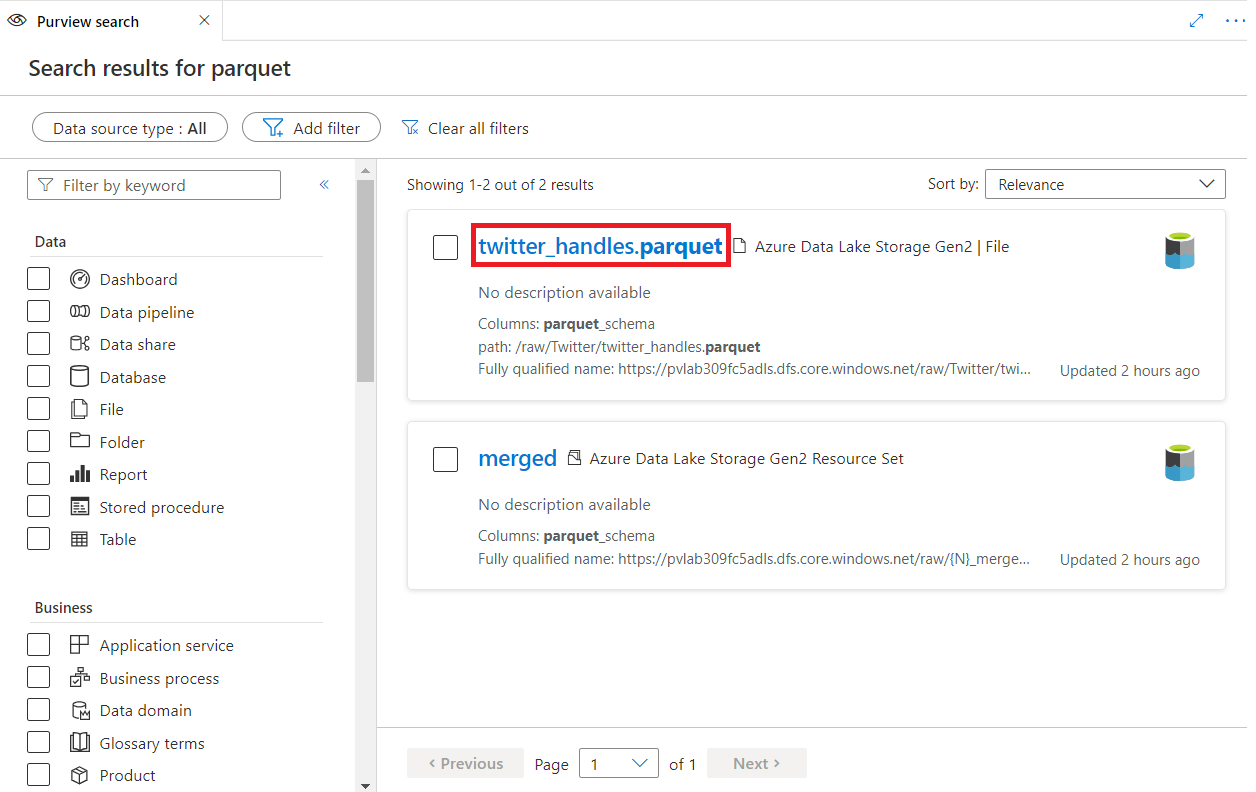 Purview search
Search results for parquet
Data source type : All
Add filter
Clear all filters
Filter by keyword
Data
Dashboard
Data pipeline
Data share
Database
File
Folder
Report
Stored procedure
Table
Business
Application service
Business process
Data domain
Glossary terms
Product
Showing 1-2 out of 2 results
Sort by: Relevance
twitter_handles.parquet Azure Data Lake Storage Gen2 | File
No description available
Columns: parquet_schema
path: /raw/Twitter/twitter_handles.parquet
Fully qualified name: https://pvlab309fc5adls.dfs.core.windows.net/raw/Twitter/twi... Updated 2 hours ago
merged Azure Data Lake Storage Gen2 Resource Set
No description available
Columns: parquet_schema
Fully qualified name: https://pvlab309fc5adls.dfs.core.windows.net/raw/{N}_merge... Updated 2 hours ago
‹ Previous Page 1 of 1 Next ›